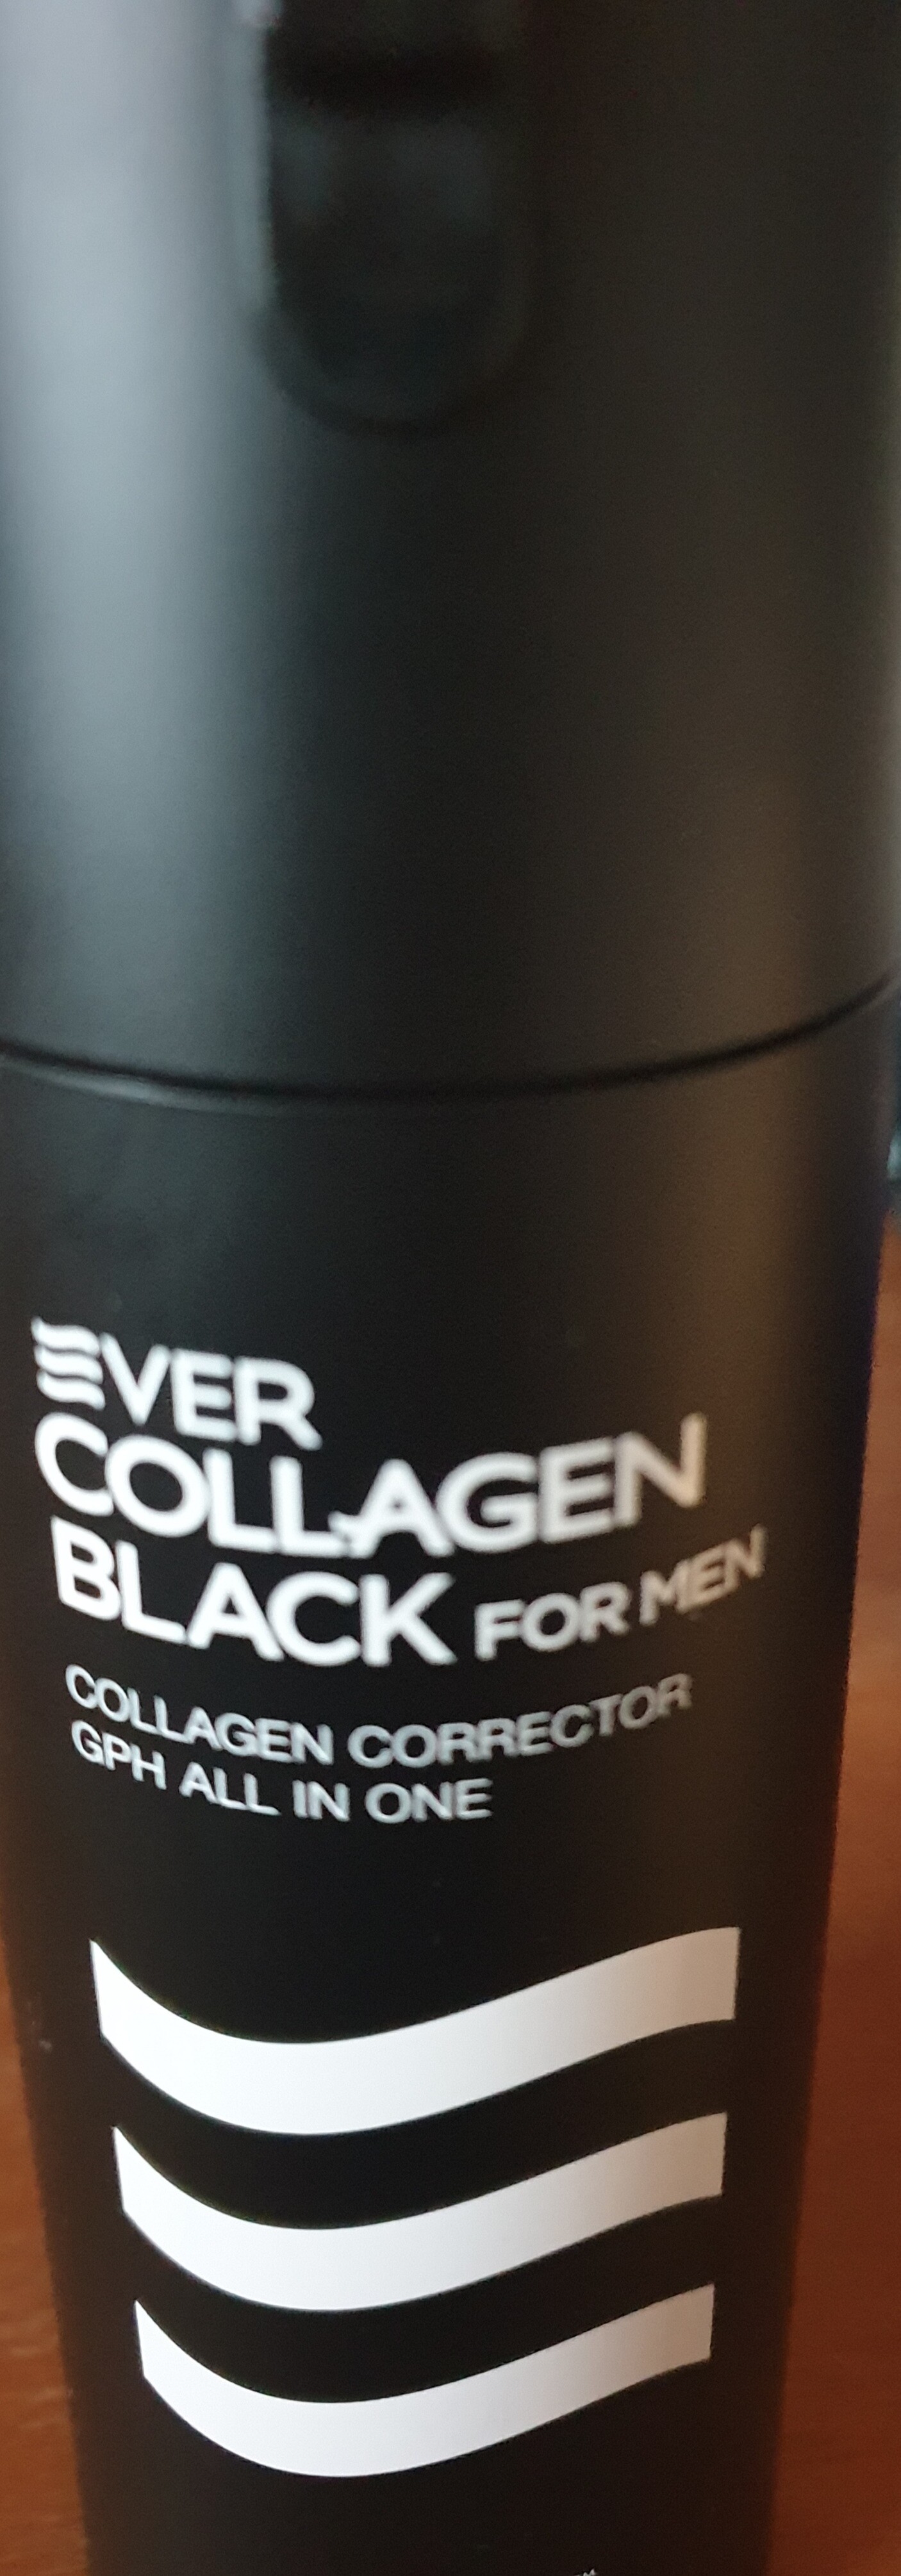 EVER
COLLAGEN
BLACK FOR MEN
COLLAGEN CORRECTOR
GPH ALL IN ONE